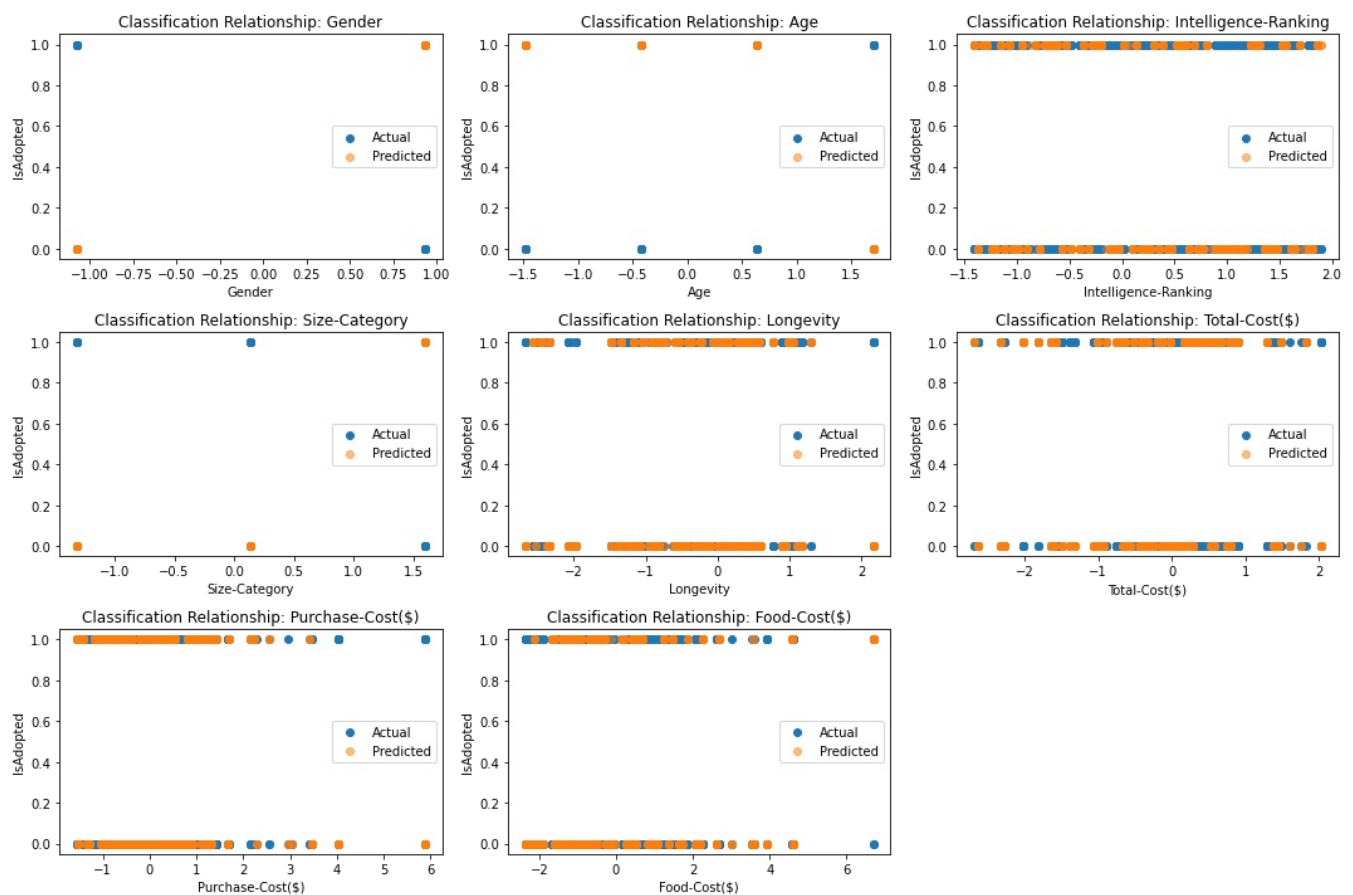 Classification Relationship: Gender
1.0
0.8
0.6
0.4
0.2
0.0
IsAdopted
Actual
Predicted
−1.00 −0.75 −0.50 −0.25 0.00 0.25 0.50 0.75 1.00
Gender
Classification Relationship: Age
1.0
0.8
0.6
0.4
0.2
0.0
IsAdopted
Actual
Predicted
−1.5 −1.0 −0.5 0.0 0.5 1.0 1.5
Age
Classification Relationship: Intelligence-Ranking
1.0
0.8
0.6
0.4
0.2
0.0
IsAdopted
Actual
Predicted
−1.5 −1.0 −0.5 0.0 0.5 1.0 1.5 2.0
Intelligence-Ranking
Classification Relationship: Size-Category
1.0
0.8
0.6
0.4
0.2
0.0
IsAdopted
Actual
Predicted
−1.0 −0.5 0.0 0.5 1.0 1.5
Size-Category
Classification Relationship: Longevity
1.0
0.8
0.6
0.4
0.2
0.0
IsAdopted
Actual
Predicted
−2 −1 0 1 2
Longevity
Classification Relationship: Total-Cost($)
1.0
0.8
0.6
0.4
0.2
0.0
IsAdopted
Actual
Predicted
−2 −1 0 1 2
Total-Cost($)
Classification Relationship: Purchase-Cost($)
1.0
0.8
0.6
0.4
0.2
0.0
IsAdopted
Actual
Predicted
−1 0 1 2 3 4 5 6
Purchase-Cost($)
Classification Relationship: Food-Cost($)
1.0
0.8
0.6
0.4
0.2
0.0
IsAdopted
Actual
Predicted
−2 0 2 4 6
Food-Cost($)